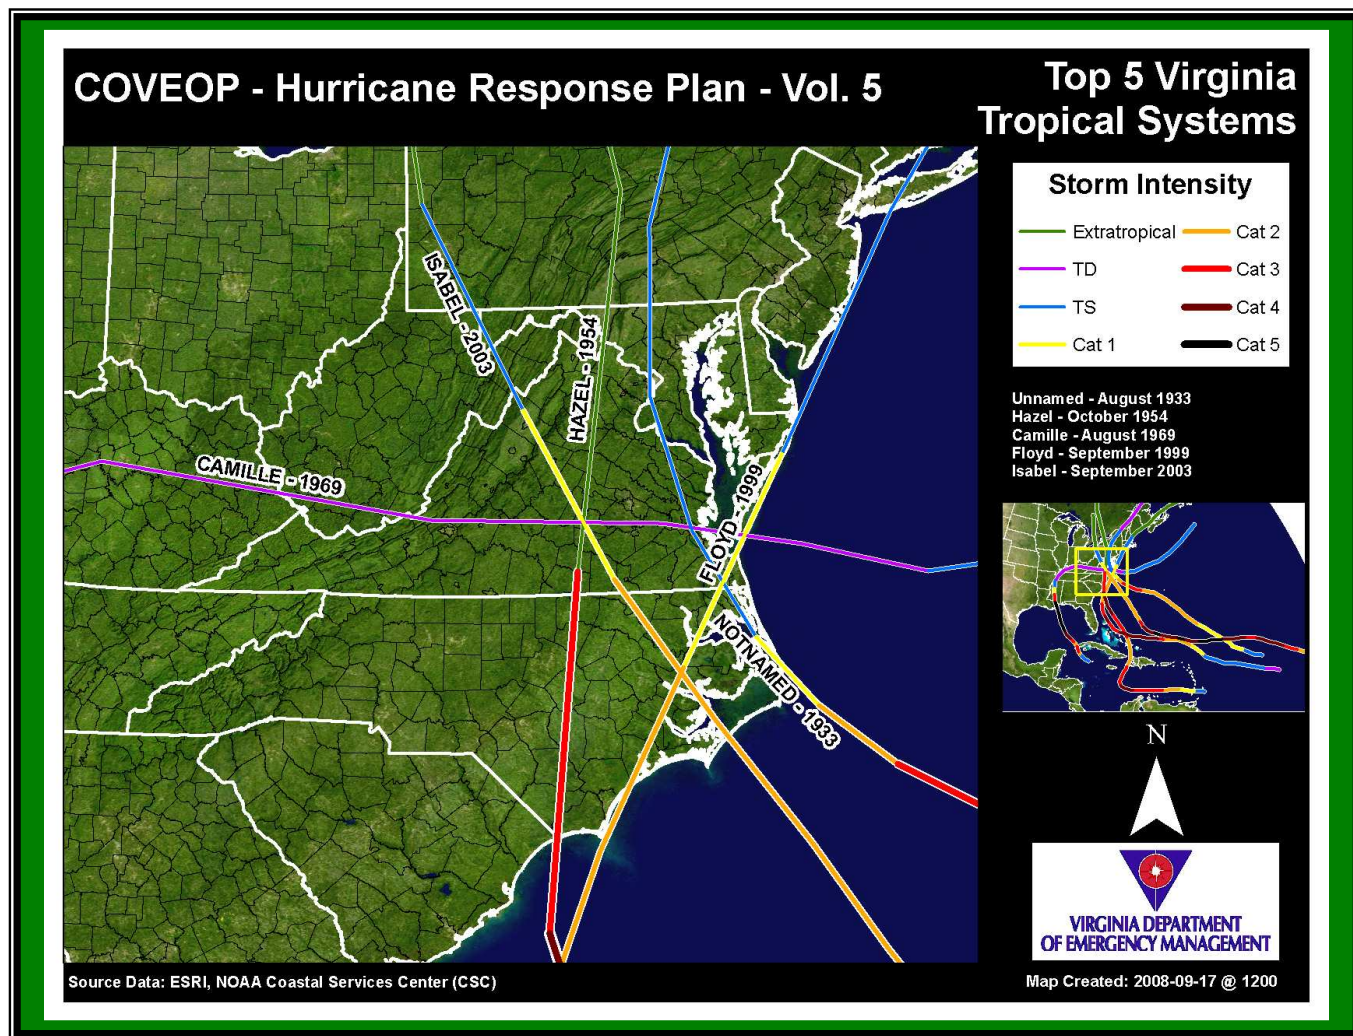 COVEOP - Hurricane Response Plan - Vol. 5
Top 5 Virginia
Tropical Systems
Storm Intensity
Extratropical
Cat 2
TD
Cat 3
TS
Cat 4
Cat 1
Cat 5
Unnamed - August 1933
Hazel - October 1954
Camille - August 1969
Floyd - September 1999
Isabel - September 2003
ISABEL - 2003
HAZEL - 1954
CAMILLE - 1969
FLOYD - 1999
NOTNAMED - 1933
N
VIRGINIA DEPARTMENT
OF EMERGENCY MANAGEMENT
Source Data: ESRI, NOAA Coastal Services Center (CSC)
Map Created: 2008-09-17 @ 1200